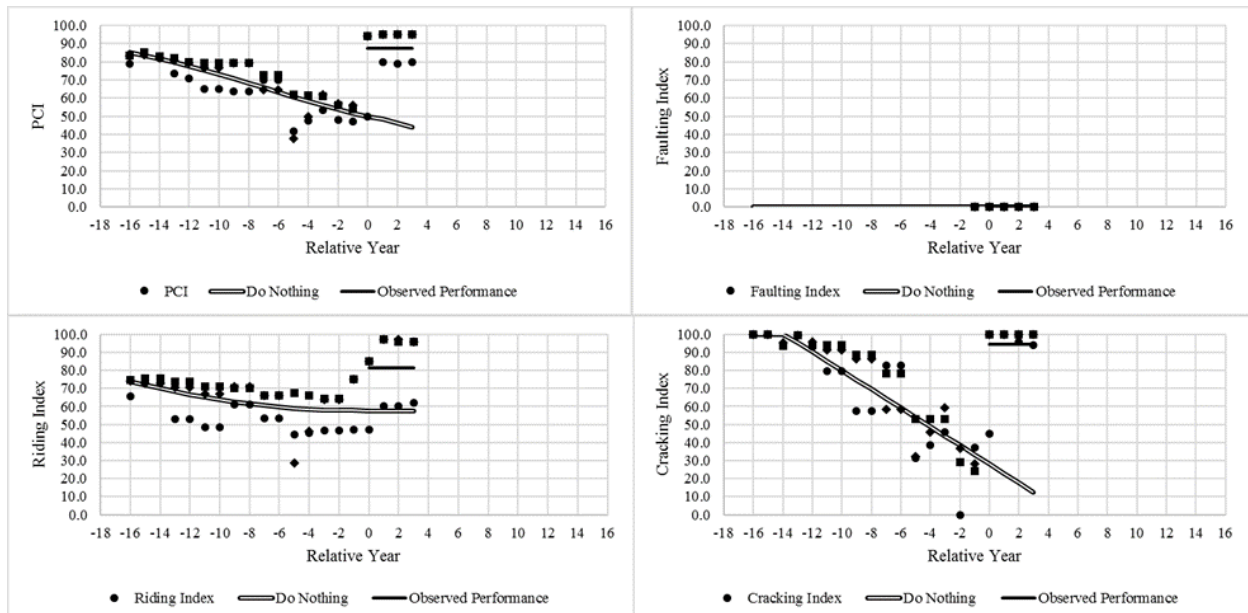 100.0
90.0
80.0
70.0
60.0
50.0
40.0
30.0
20.0
10.0
0.0
PCI
-18 -16 -14 -12 -10 -8 -6 -4 -2 0 2 4 6 8 10 12 14 16
Relative Year
PCI Do Nothing Observed Performance
100.0
90.0
80.0
70.0
60.0
50.0
40.0
30.0
20.0
10.0
0.0
Faulting Index
-18 -16 -14 -12 -10 -8 -6 -4 -2 0 2 4 6 8 10 12 14 16
Relative Year
Faulting Index Do Nothing Observed Performance
100.0
90.0
80.0
70.0
60.0
50.0
40.0
30.0
20.0
10.0
0.0
Riding Index
-18 -16 -14 -12 -10 -8 -6 -4 -2 0 2 4 6 8 10 12 14 16
Relative Year
Riding Index Do Nothing Observed Performance
100.0
90.0
80.0
70.0
60.0
50.0
40.0
30.0
20.0
10.0
0.0
Cracking Index
-18 -16 -14 -12 -10 -8 -6 -4 -2 0 2 4 6 8 10 12 14 16
Relative Year
Cracking Index Do Nothing Observed Performance